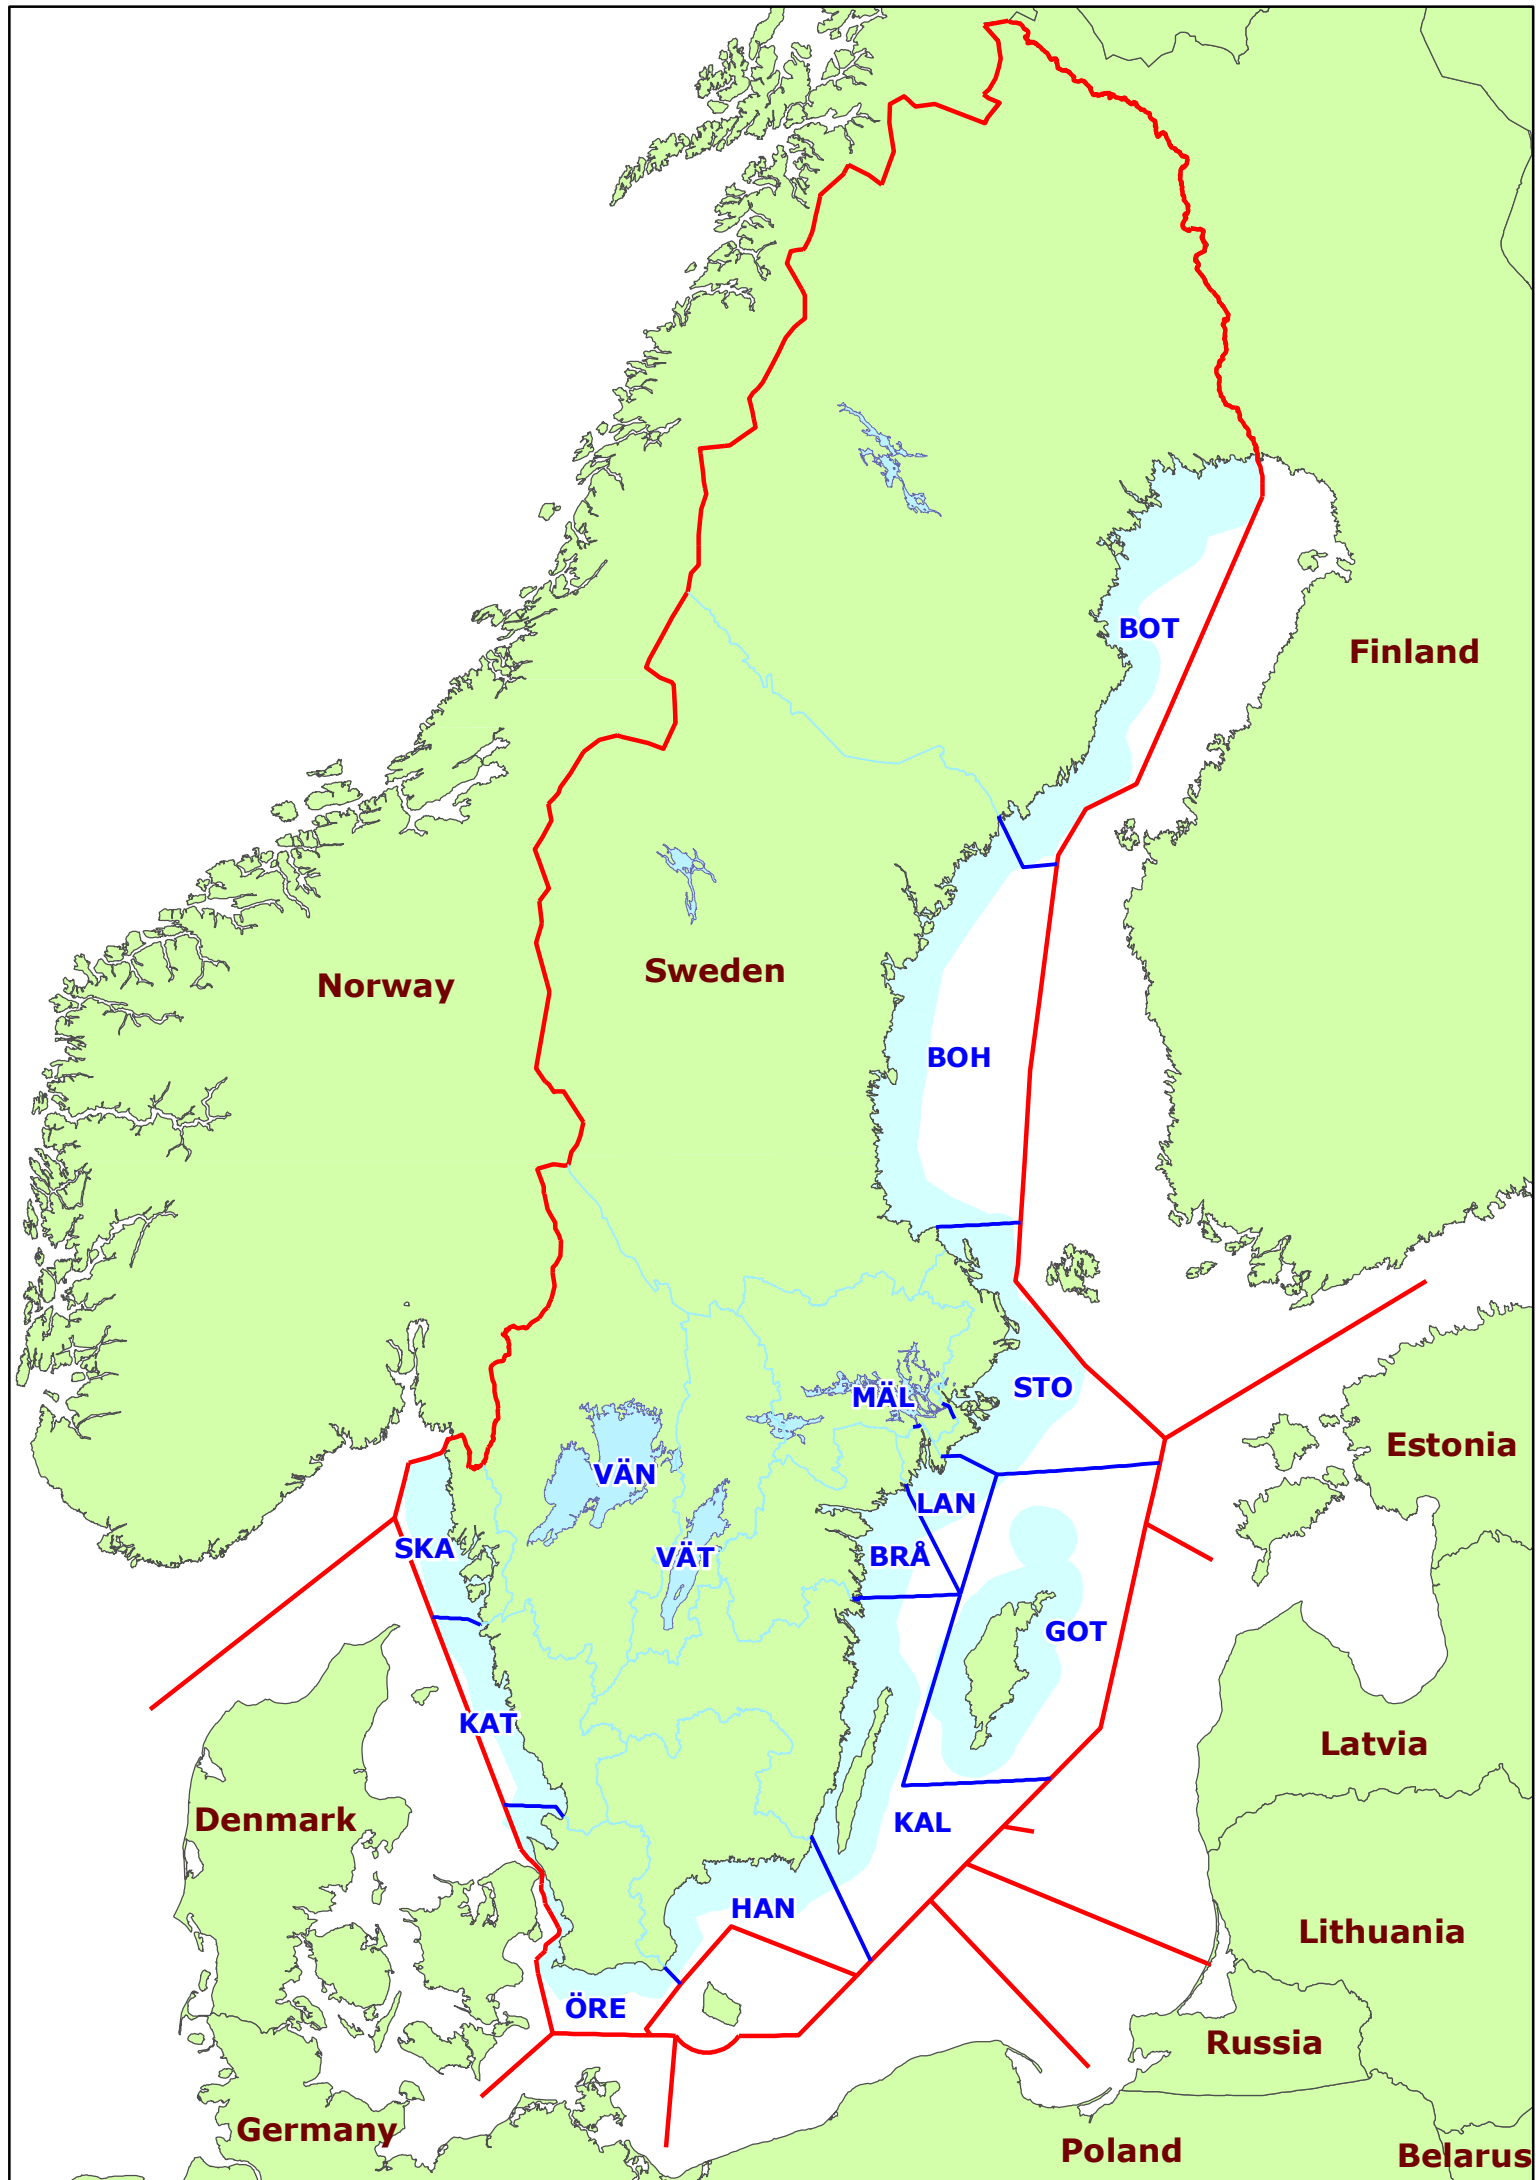 BOT
Finland
Sweden
Norway
BOH
STO
MÄL
Estonia
VÄN
LAN
SKA
BRÅ
VÄT
GOT
KAT
Latvia
Denmark
KAL
HAN
Lithuania
ÖRE
Russia
Germany
Poland
Belarus